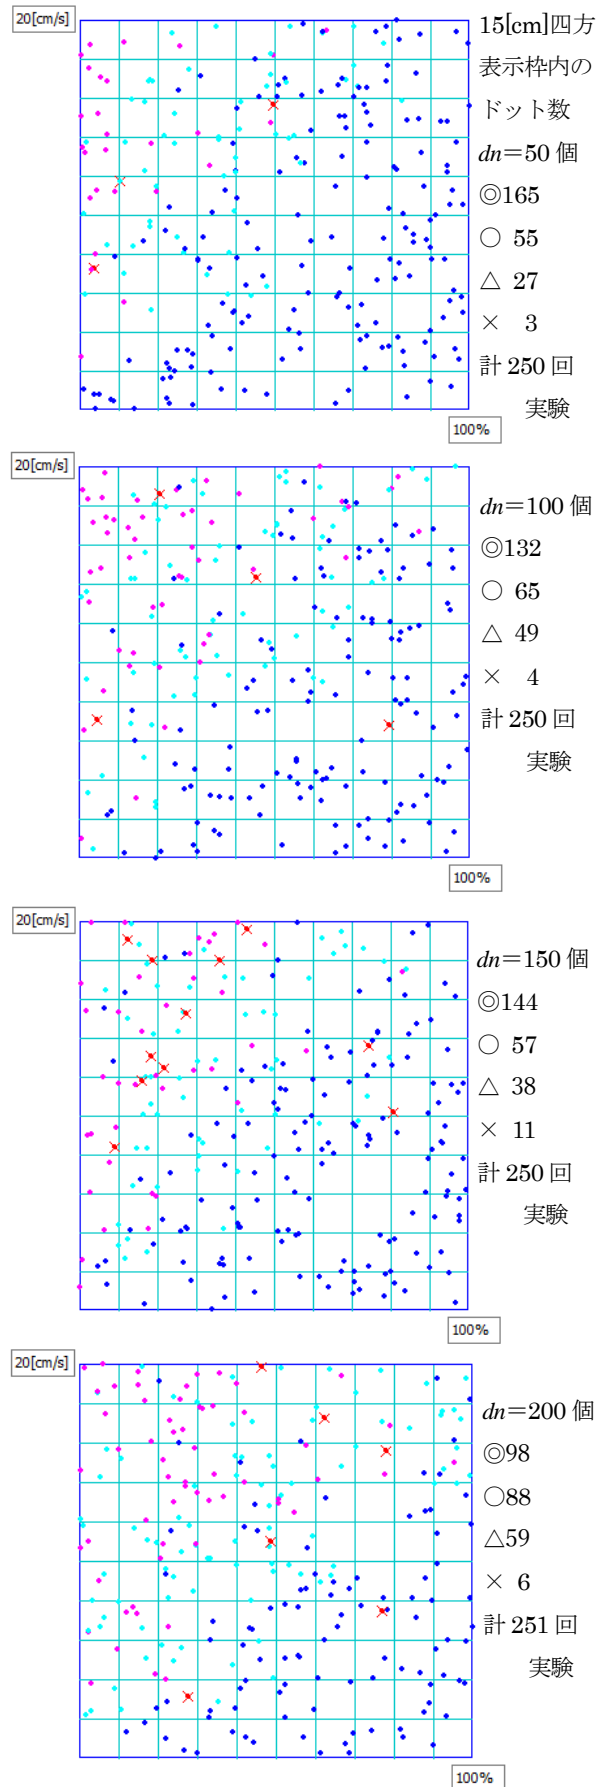 20[cm/s]
15[cm]四方
表示枠内の
ドット数
dn＝50 個
◎165
○ 55
△ 27
× 3
計 250 回
実験
100%
20[cm/s]
dn＝100 個
◎132
○ 65
△ 49
× 4
計 250 回
実験
100%
20[cm/s]
dn＝150 個
◎144
○ 57
△ 38
× 11
計 250 回
実験
100%
20[cm/s]
dn＝200 個
◎98
○88
△59
× 6
計 251 回
実験
100%